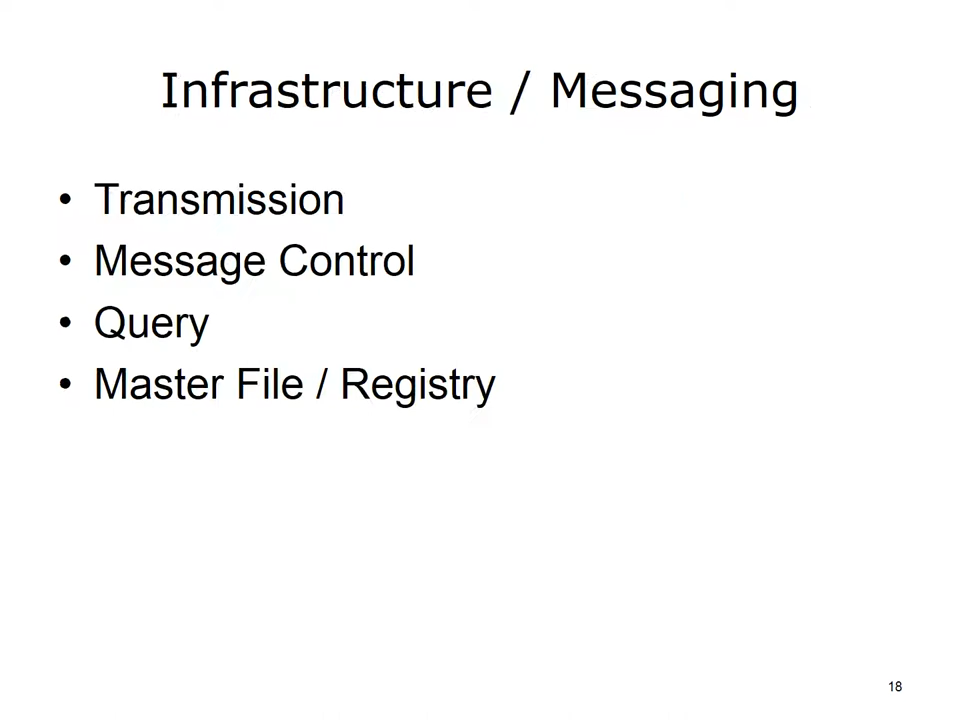 Infrastructure / Messaging
• Transmission
• Message Control
• Query
• Master File / Registry
18